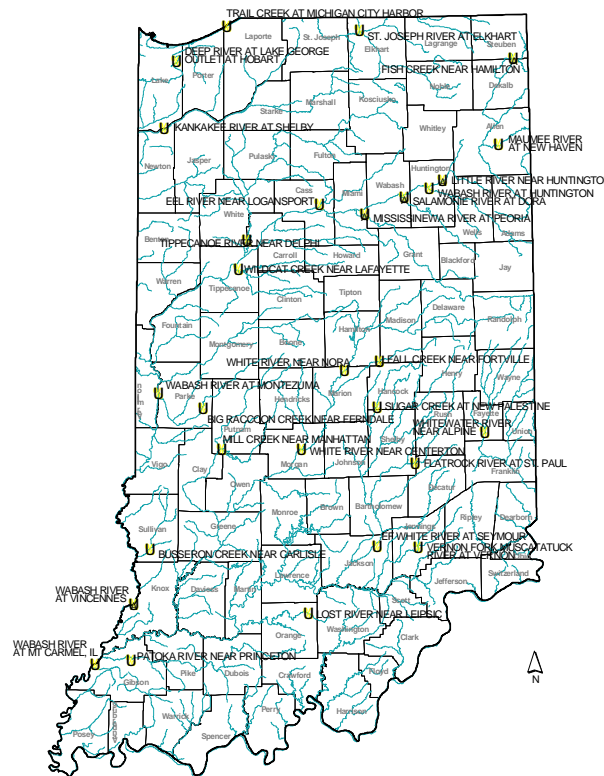 TRAIL CREEK AT MICHIGAN CITY HARBOR
Laporte
St. Joseph
ST. JOSEPH RIVER AT ELKHART
Elkhart
Lagrange
Steuben
DEEP RIVER AT LAKE GEORGE
OUTLET AT HOBART
Lake
Porter
FISH CREEK NEAR HAMILTON
Noble
Dekalb
Marshall
Kosciusko
Starke
KANKAKEE RIVER AT SHELBY
Whitley
Allen
MAUMEE RIVER
AT NEW HAVEN
Newton
Jasper
Pulaski
Fulton
Huntington
LITTLE RIVER NEAR HUNTINGTO
Cass
Miami
Wabash
WABASH RIVER AT HUNTINGTON
EEL RIVER NEAR LOGANSPORT
SALAMONIE RIVER AT DORA
White
MISSISSINEWA RIVER AT PEORIA
Wells
Adams
Benton
TIPPECANOE RIVER NEAR DELPHI
Carroll
Howard
Grant
Blackford
Jay
WILDCAT CREEK NEAR LAFAYETTE
Warren
Tippecanoe
Clinton
Tipton
Delaware
Randolph
Madison
Fountain
Montgomery
Boone
Hamilton
WHITE RIVER NEAR NORA
FALL CREEK NEAR FORTVILLE
Henry
Wayne
WABASH RIVER AT MONTEZUMA
Parke
Hendricks
Marion
Hancock
SUGAR CREEK AT NEW PALESTINE
BIG RACCOON CREEK NEAR FERNDALE
Rush
Fayette
Union
WHITEWATER RIVER
NEAR ALPINE
Putnam
MILL CREEK NEAR MANHATTAN
Shelby
Vigo
Clay
Morgan
WHITE RIVER NEAR CENTERTON
Johnson
FLATROCK RIVER AT ST. PAUL
Franklin
Owen
Decatur
Monroe
Brown
Bartholomew
Sullivan
Greene
Jennings
Ripley
Dearborn
EF WHITE RIVER AT SEYMOUR
BUSSERON CREEK NEAR CARLISLE
VERNON FORK MUSCATATUCK
RIVER AT VERNON
Jackson
Lawrence
Jefferson
Switzerland
WABASH RIVER
AT VINCENNES
Knox
Daviess
Martin
Scott
LOST RIVER NEAR LEIPSIC
Washington
Orange
Clark
WABASH RIVER
AT MT CARMEL, IL
PATOKA RIVER NEAR PRINCETON
Gibson
Pike
Dubois
Crawford
Floyd
Harrison
Warrick
Perry
Posey
Spencer
N